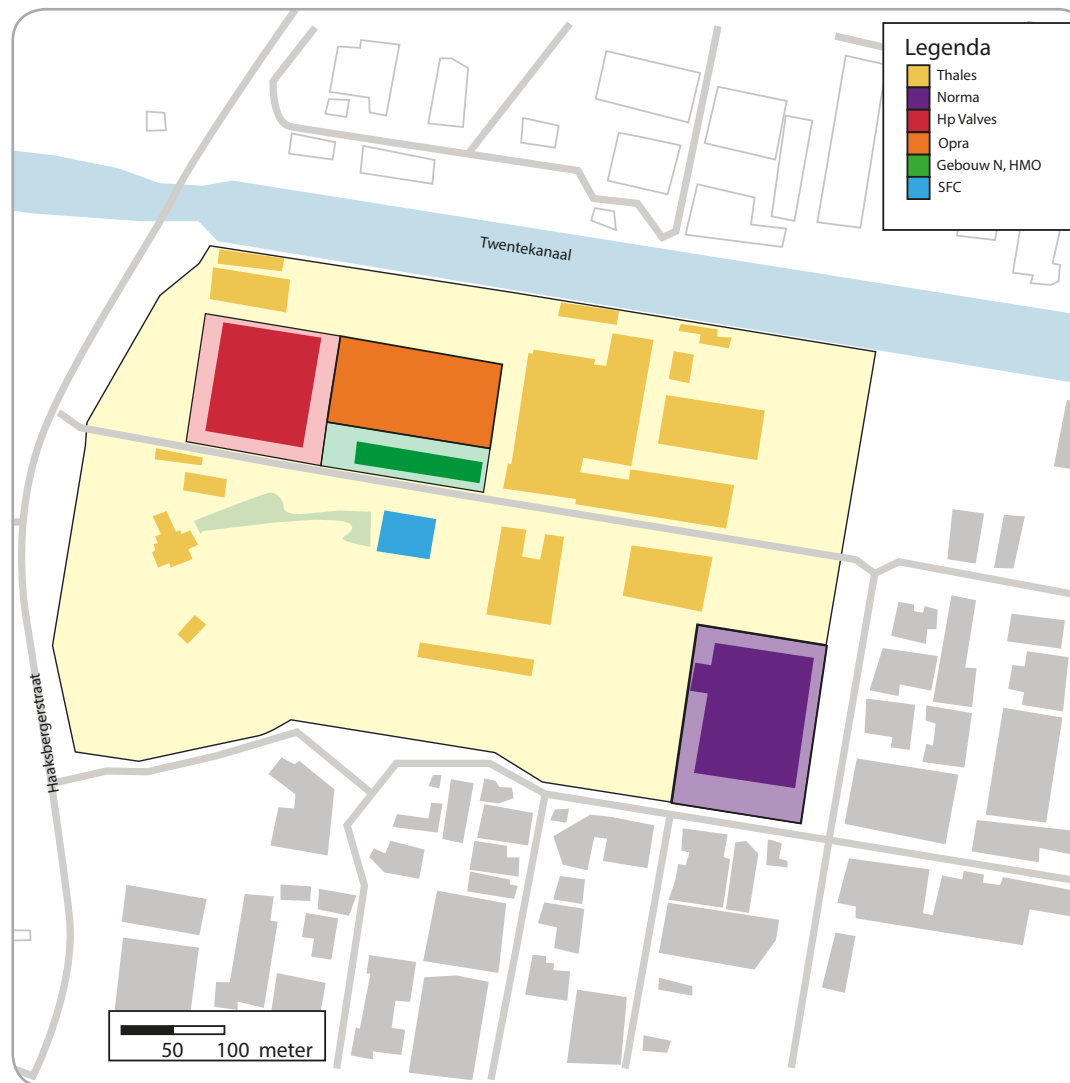 Legenda
Thales
Norma
Hp Valves
Opra
Gebouw N, HMO
SFC
Twentekanaal
Haaksbergerstraat
50 100 meter